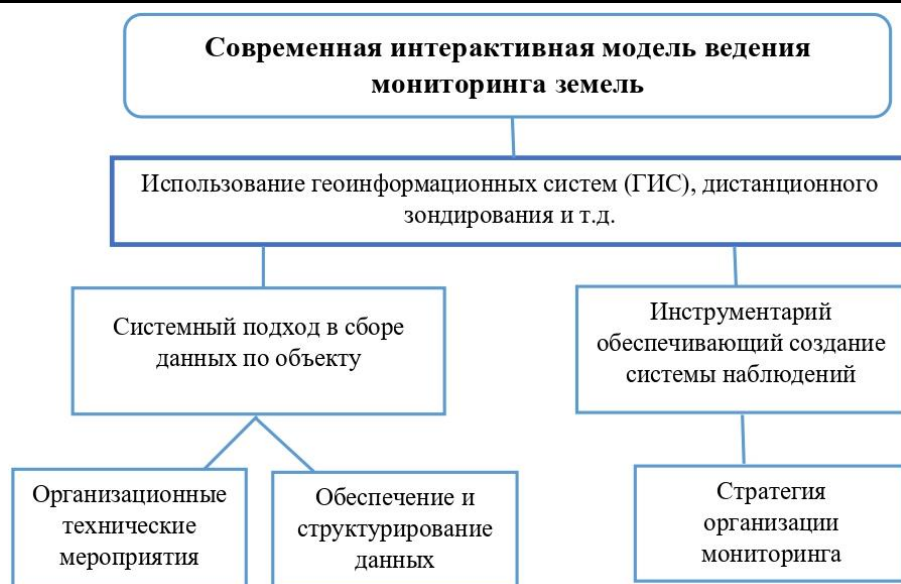 Современная интерактивная модель ведения
мониторинга земель
Использование геоинформационных систем (ГИС), дистанционного
зондирования и т.д.
Системный подход в сборе
данных по объекту
Инструментарий
обеспечивающий создание
системы наблюдений
Организационные
технические
мероприятия
Обеспечение и
структурирование
данных
Стратегия
организации
мониторинга